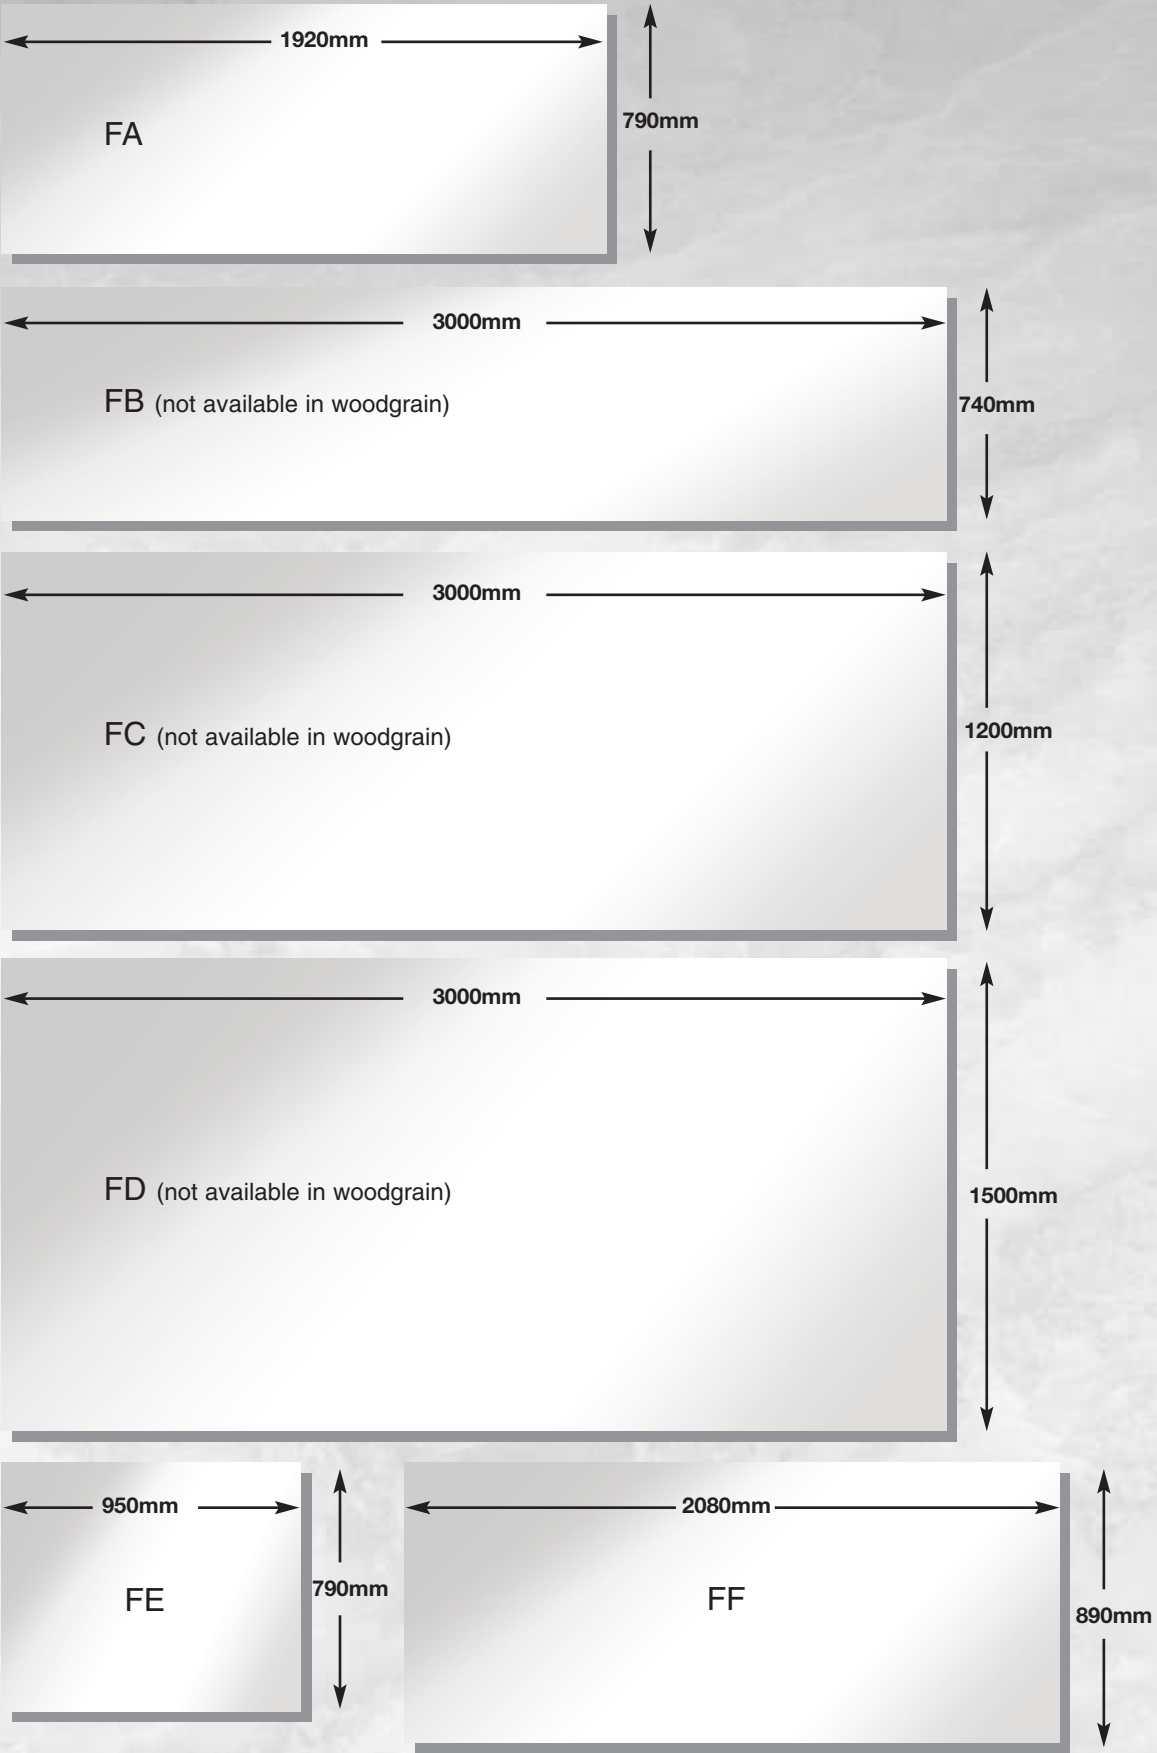 1920mm
790mm
FA
3000mm
FB (not available in woodgrain)
740mm
3000mm
FC (not available in woodgrain)
1200mm
3000mm
FD (not available in woodgrain)
1500mm
950mm
790mm
FE
2080mm
FF
890mm